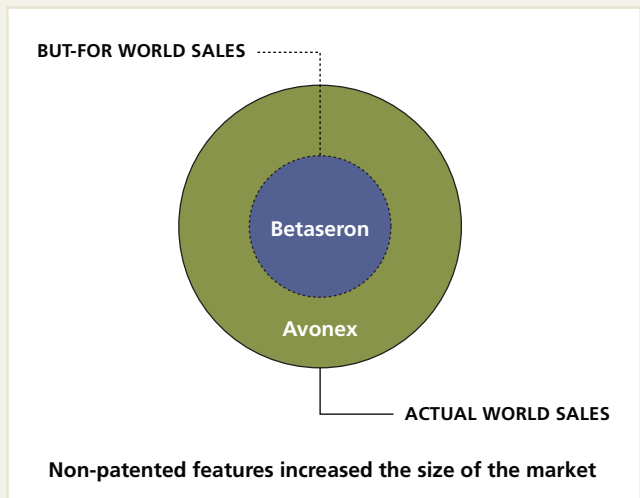 BUT-FOR WORLD SALES
Betaseron
Avonex
ACTUAL WORLD SALES
Non-patented features increased the size of the market